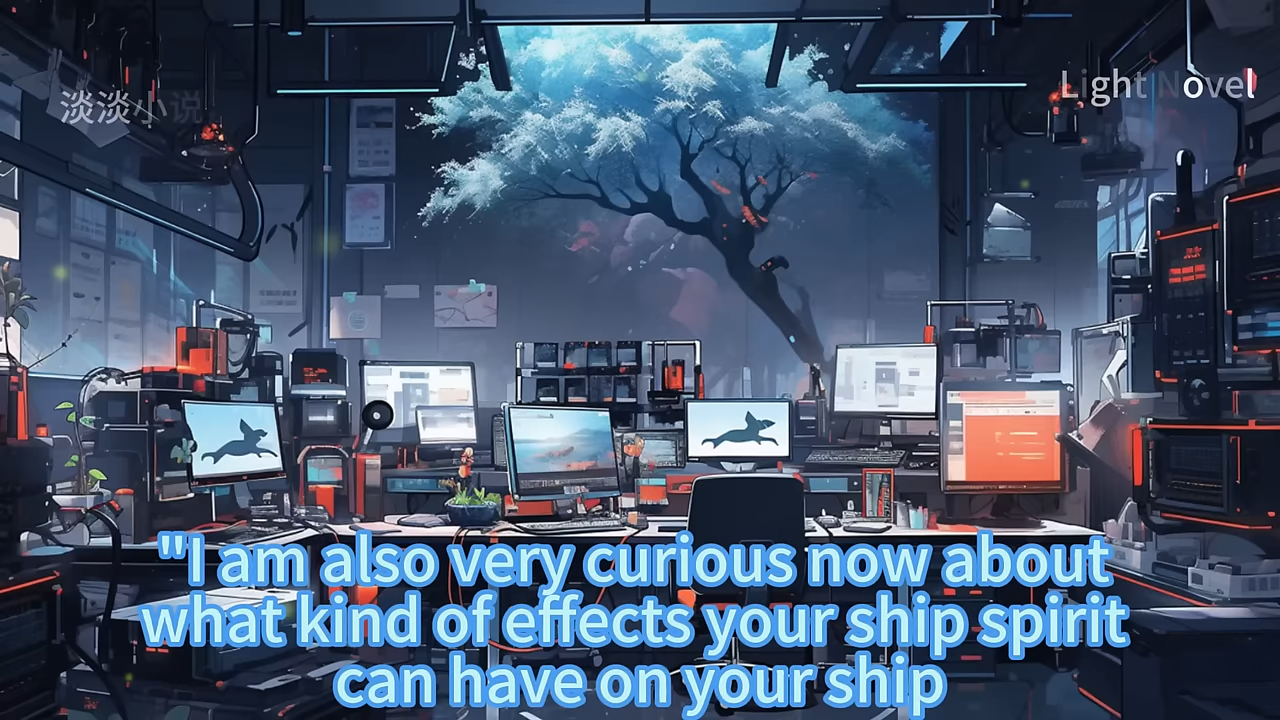 淡淡小说
Light Novel
"I am also very curious now about
what kind of effects your ship spirit
can have on your ship